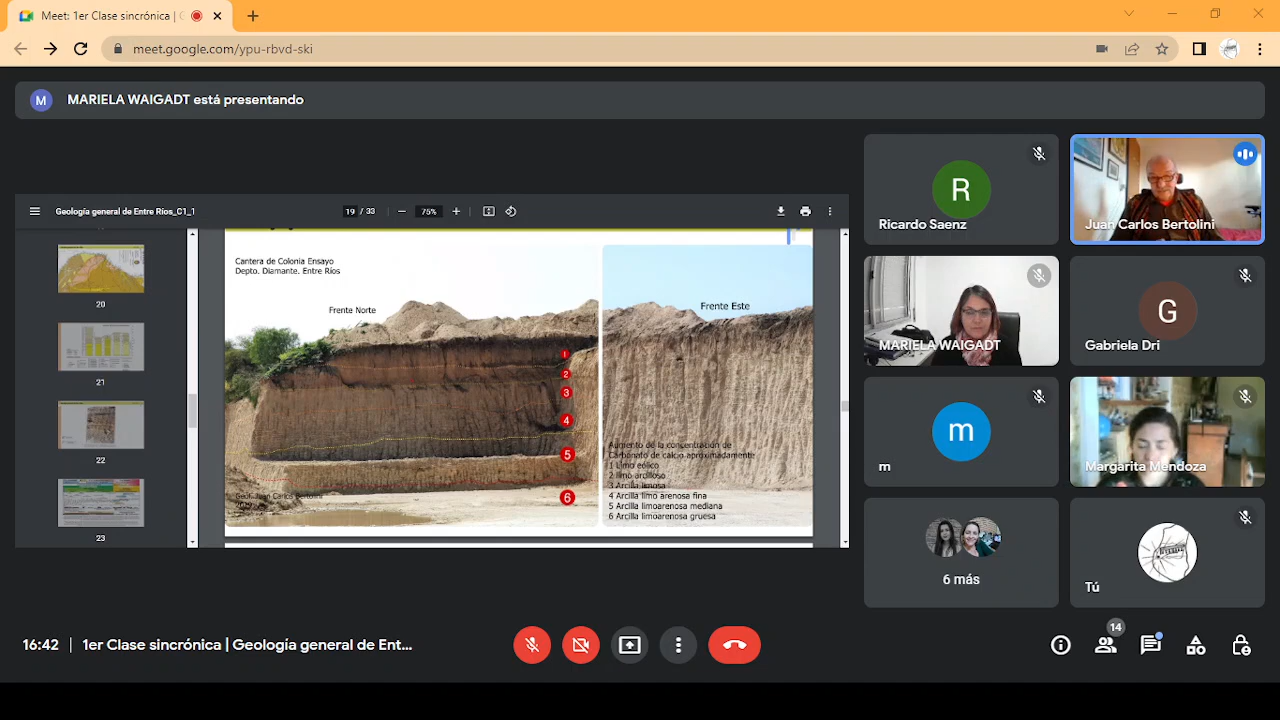 Meet: 1er Clase sincrónica | G
meet.google.com/ypu-rbvd-ski
M
MARIELA WAIGADT está presentando
Geología general de Entre Ríos_C1_1
19 / 33
75%
20
21
22
23
Cantera de Colonia Ensayo
Depto. Diamante. Entre Ríos
Frente Norte
Frente Este
1
2
3
4
5
6
Aumento de la concentración de
Carbonato de calcio aproximadamente
1 Limo eólico
2 limo arcilloso
3 Arcilla limosa
4 Arcilla limo arenosa fina
5 Arcilla limoarenosa mediana
6 Arcilla limoarenosa gruesa
Geól. Juan Carlos Bertolini
R
Ricardo Saenz
Juan Carlos Bertolini
MARIELA WAIGADT
G
Gabriela Dri
m
m
Margarita Mendoza
6 más
Tú
16:42 | 1er Clase sincrónica | Geología general de Ent...
14